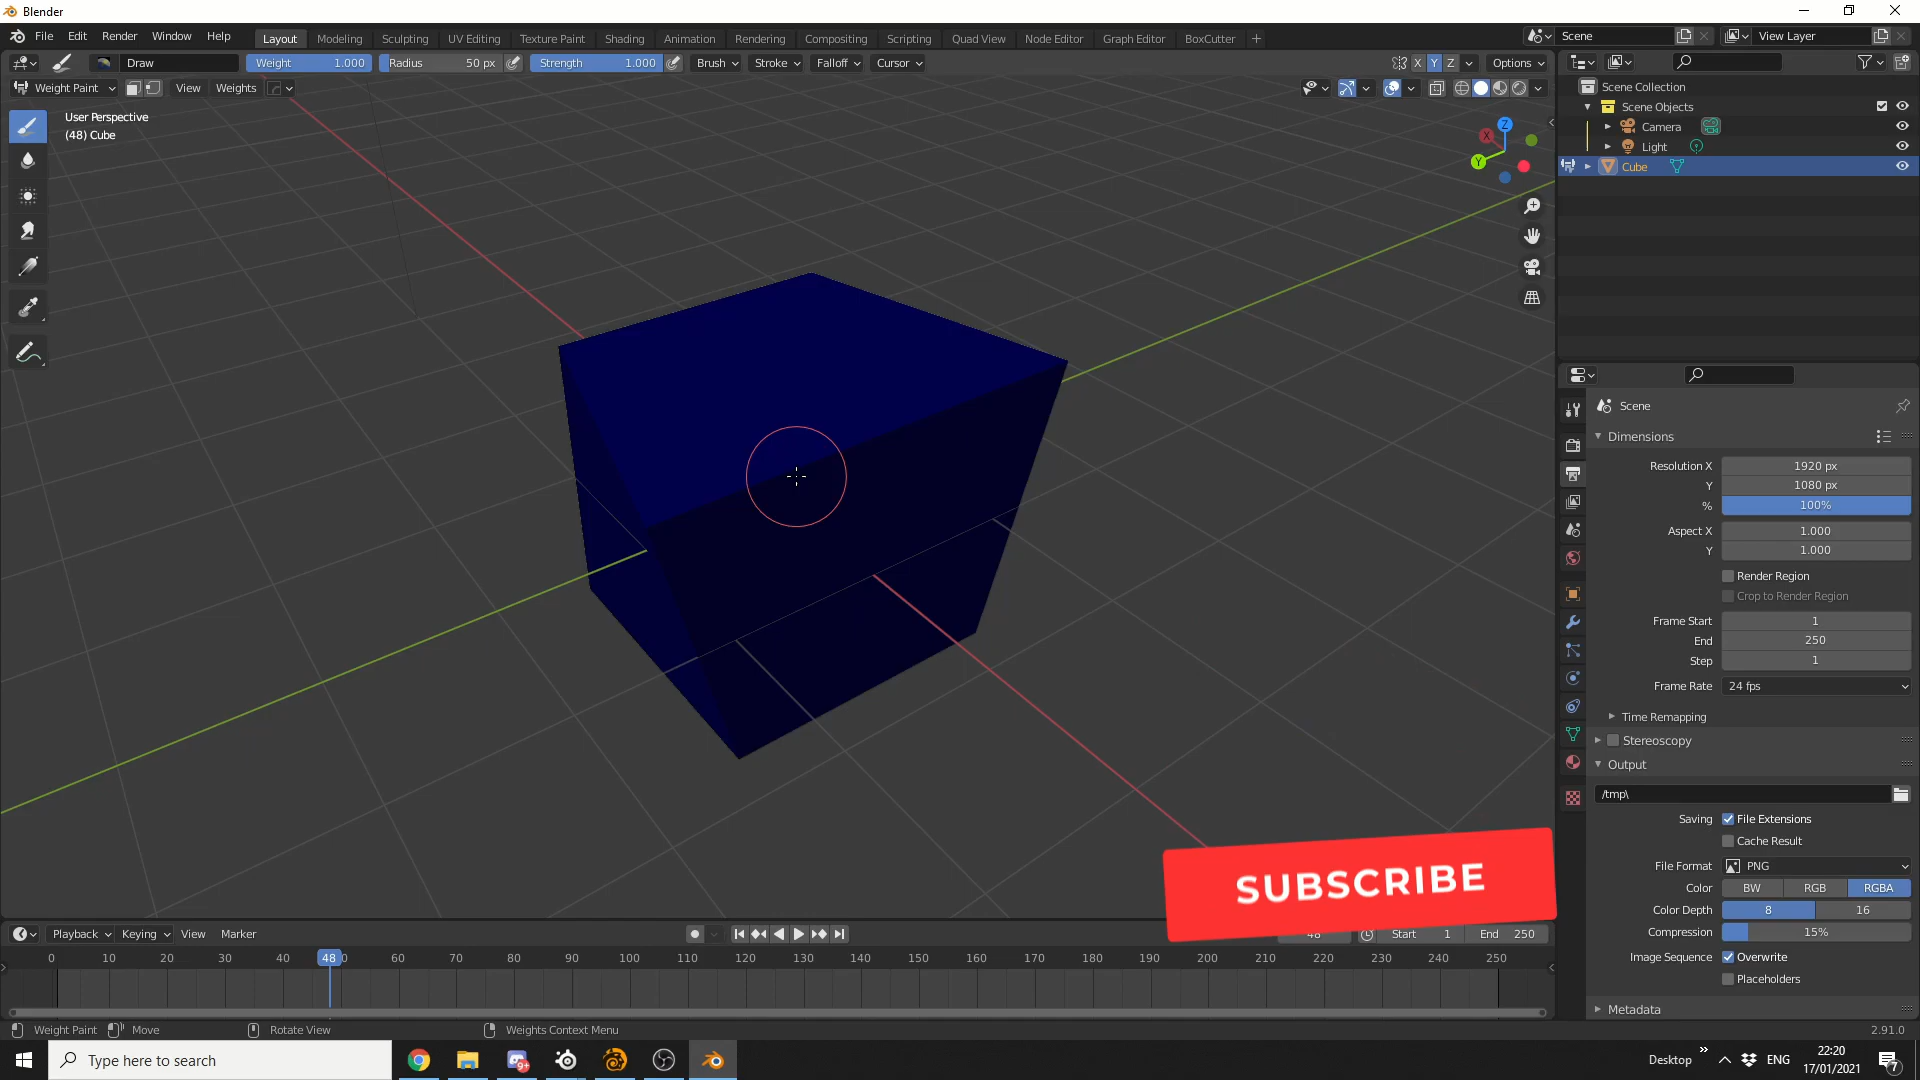 Blender
File Edit Render Window Help Layout Modeling Sculpting UV Editing Texture Paint Shading Animation Rendering Compositing Scripting Quad View Node Editor Graph Editor BoxCutter + Scene View Layer
Draw Weight 1.000 Radius 50 px Strength 1.000 Brush Stroke Falloff Cursor X Y Z Options
Weight Paint View Weights
User Perspective
(48) Cube
Z
X
Y
Scene Collection
Scene Objects
Camera
Light
Cube
Scene
Dimensions
Resolution X 1920 px
Y 1080 px
% 100%
Aspect X 1.000
Y 1.000
Render Region
Crop to Render Region
Frame Start 1
End 250
Step 1
Frame Rate 24 fps
Time Remapping
Stereoscopy
Output
/tmp\
Saving File Extensions
Cache Result
File Format PNG
Color BW RGB RGBA
Color Depth 8 16
Compression 15%
Image Sequence Overwrite
Placeholders
Metadata
SUBSCRIBE
Playback Keying View Marker 48 Start 1 End 250
0 10 20 30 40 48 0 60 70 80 90 100 110 120 130 140 150 160 170 180 190 200 210 220 230 240 250
Weight Paint Move Rotate View Weights Context Menu 2.91.0
Type here to search
9+
Desktop » ENG 22:20
17/01/2021
7